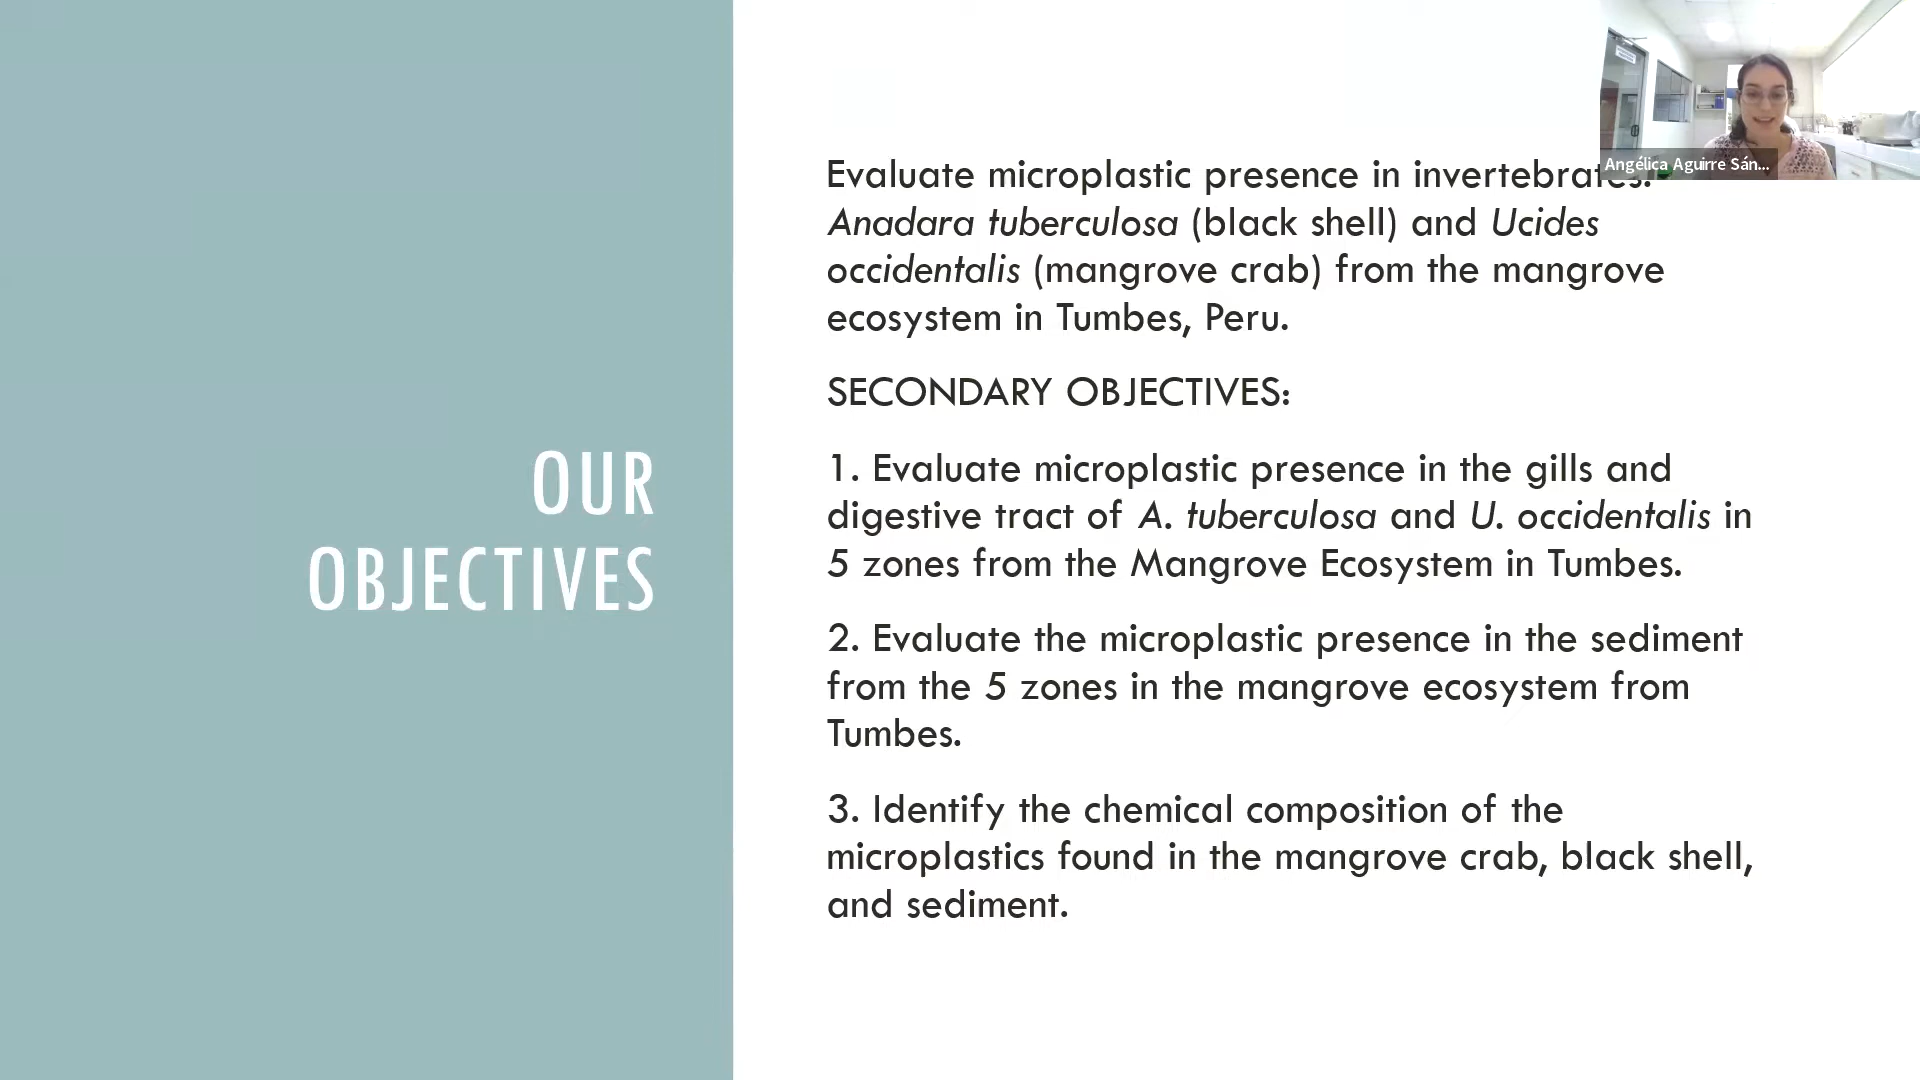 OUR
OBJECTIVES
Evaluate microplastic presence in invertebrates:
Anadara tuberculosa (black shell) and Ucides
occidentalis (mangrove crab) from the mangrove
ecosystem in Tumbes, Peru.
SECONDARY OBJECTIVES:
1. Evaluate microplastic presence in the gills and
digestive tract of A. tuberculosa and U. occidentalis in
5 zones from the Mangrove Ecosystem in Tumbes.
2. Evaluate the microplastic presence in the sediment
from the 5 zones in the mangrove ecosystem from
Tumbes.
3. Identify the chemical composition of the
microplastics found in the mangrove crab, black shell,
and sediment.
Angélica Aguirre Sán...